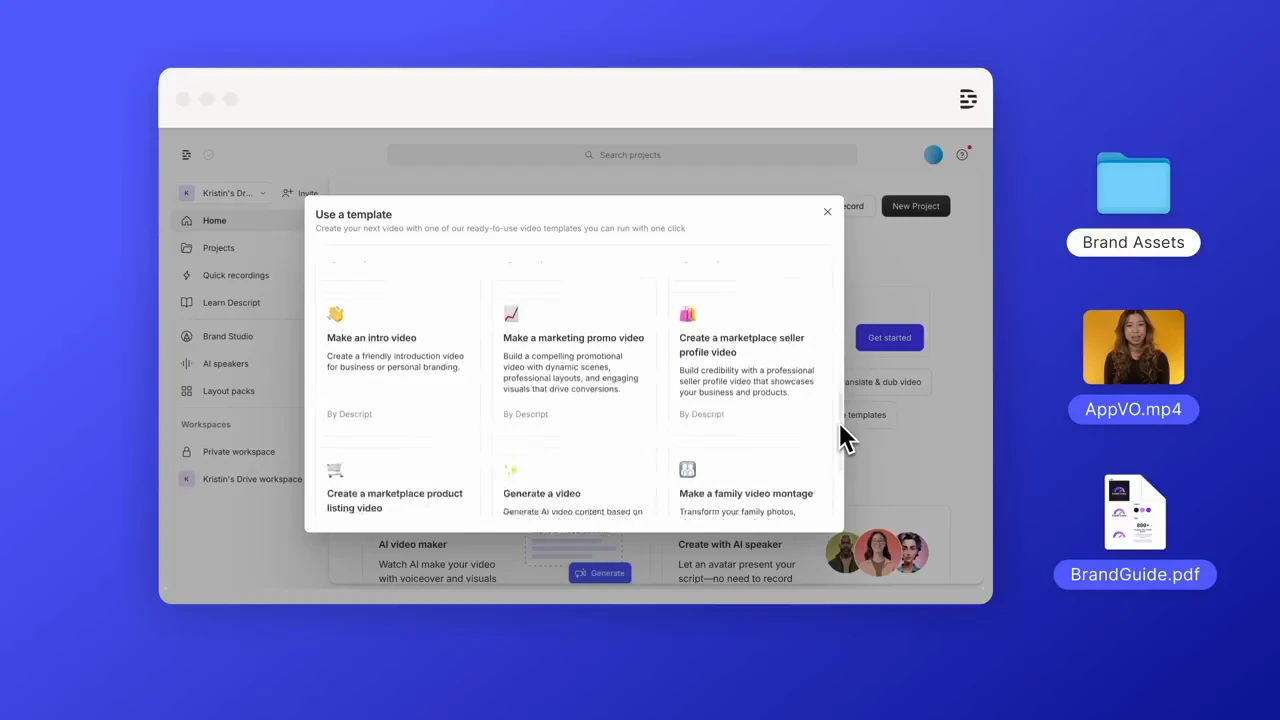 Search projects
Kristin's Dr...
Invite
Home
Projects
Quick recordings
Learn Descript
Brand Studio
AI speakers
Layout packs
Workspaces
Private workspace
Kristin's Drive workspace
ecord
New Project
Get started
anslate & dub video
templates
Use a template
Create your next video with one of our ready-to-use video templates you can run with one click
Make an intro video
Create a friendly introduction video
for business or personal branding.
By Descript
Make a marketing promo video
Build a compelling promotional
video with dynamic scenes,
professional layouts, and engaging
visuals that drive conversions.
By Descript
Create a marketplace seller
profile video
Build credibility with a professional
seller profile video that showcases
your business and products.
By Descript
Create a marketplace product
listing video
Generate a video
Generate AI video content based on
Make a family video montage
Transform your family photos,
AI video maker
Watch AI make your video
with voiceover and visuals
Generate
Create with AI speaker
Let an avatar present your
script—no need to record
Brand Assets
AppVO.mp4
BrandGuide.pdf